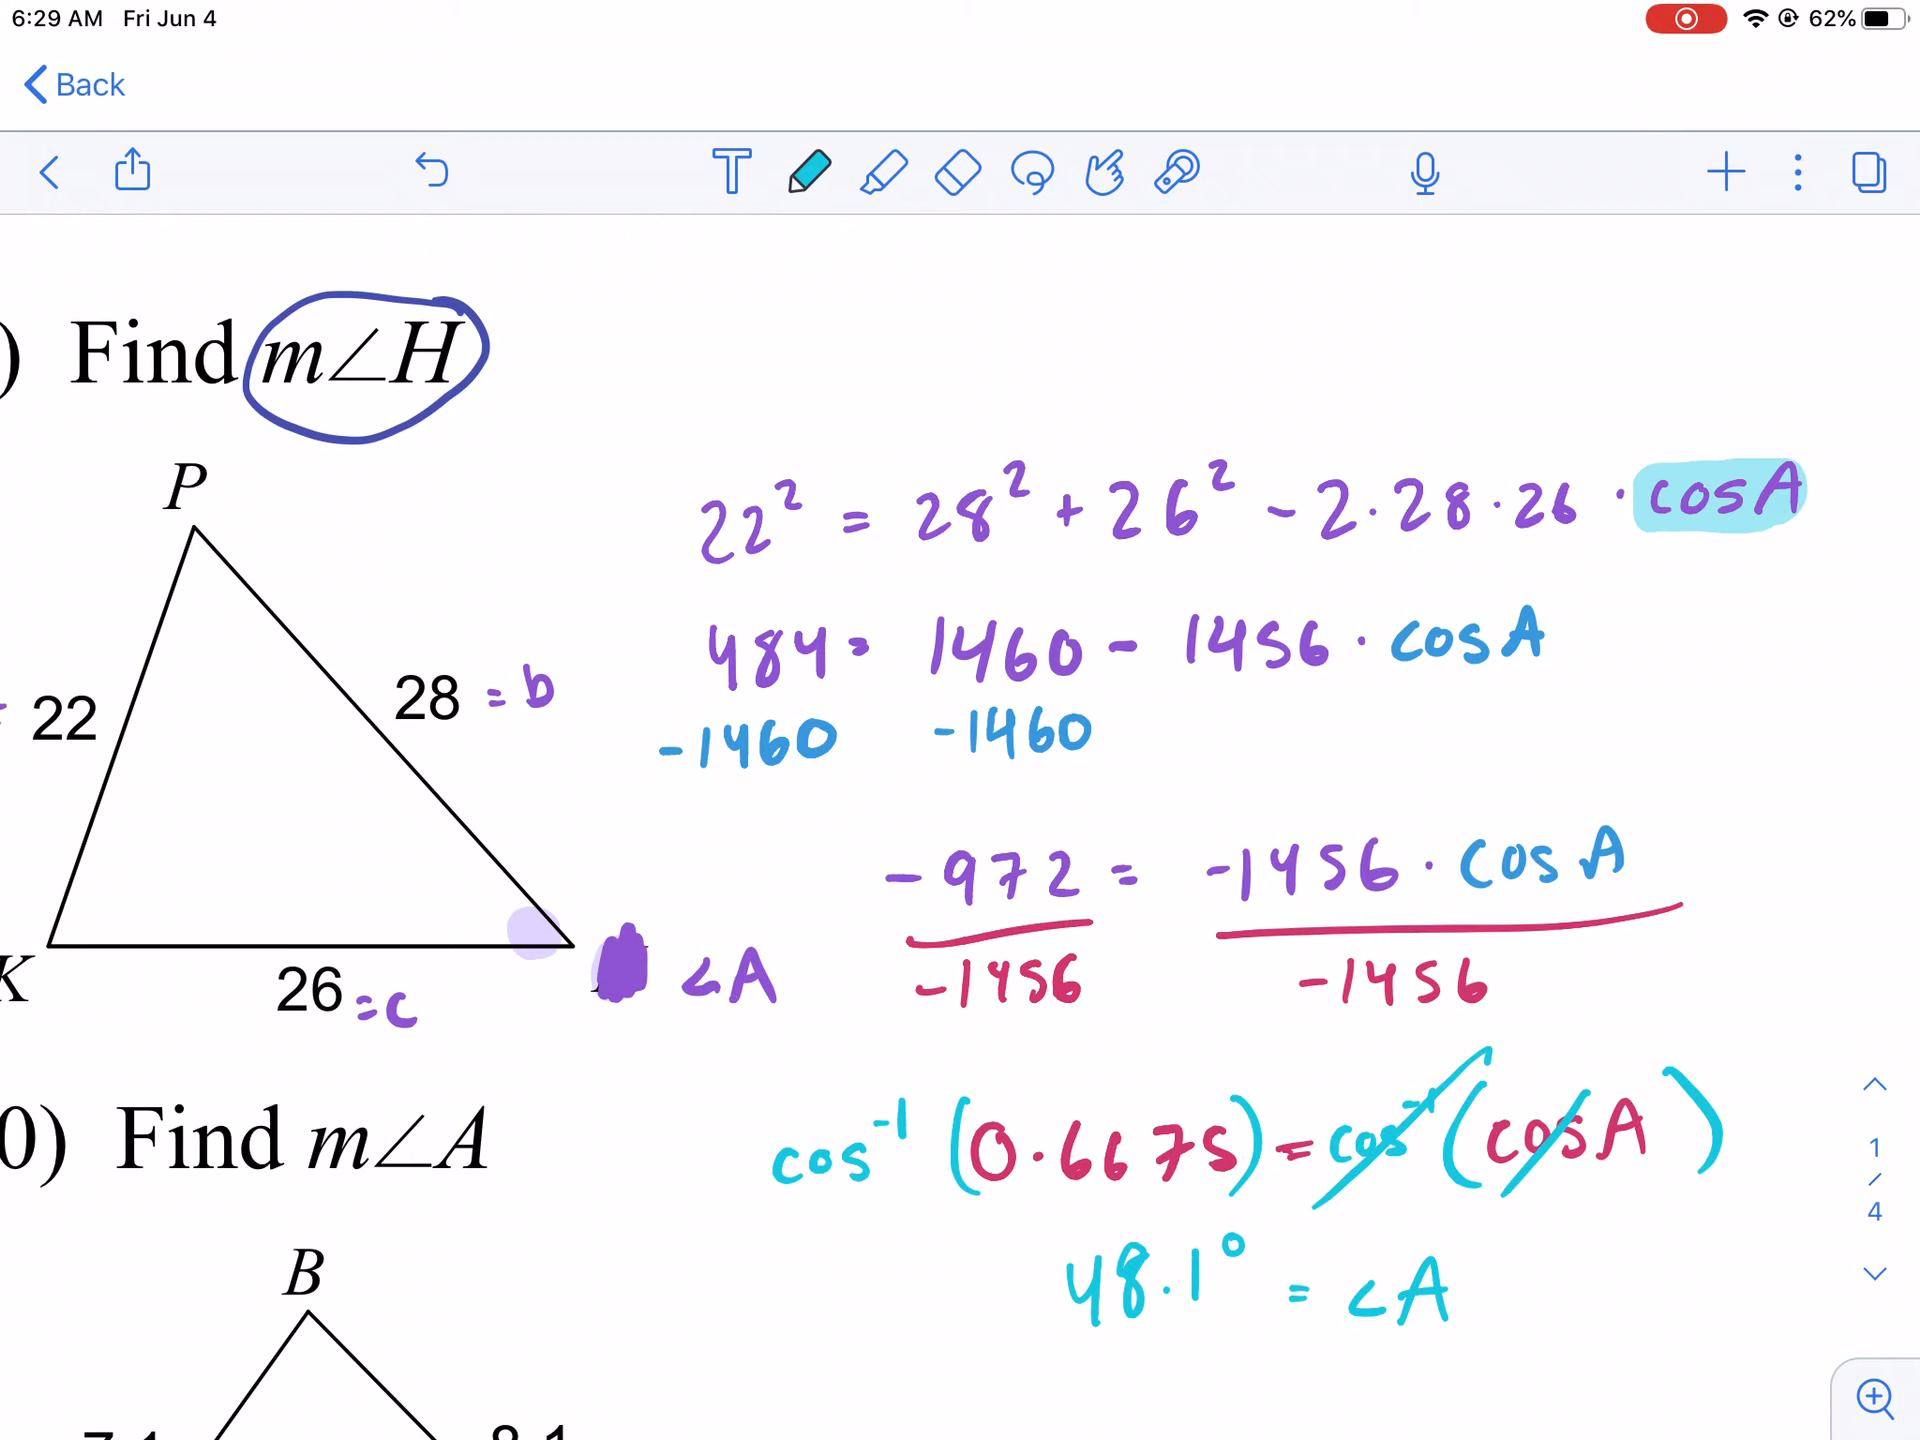 6:29 AM Fri Jun 4 62%
Back
) Find m∠H
P
22² = 28² + 26² - 2·28·26 · cosA
484 = 1460 - 1456 · cosA
22 28 = b
-1460 -1460
-972 = -1456 · cosA
K 26 = c ∠A -1456 -1456
0) Find m∠A
cos⁻¹(0.6675) = cos⁻¹(cosA)
1
/
4
48.1° = ∠A
B